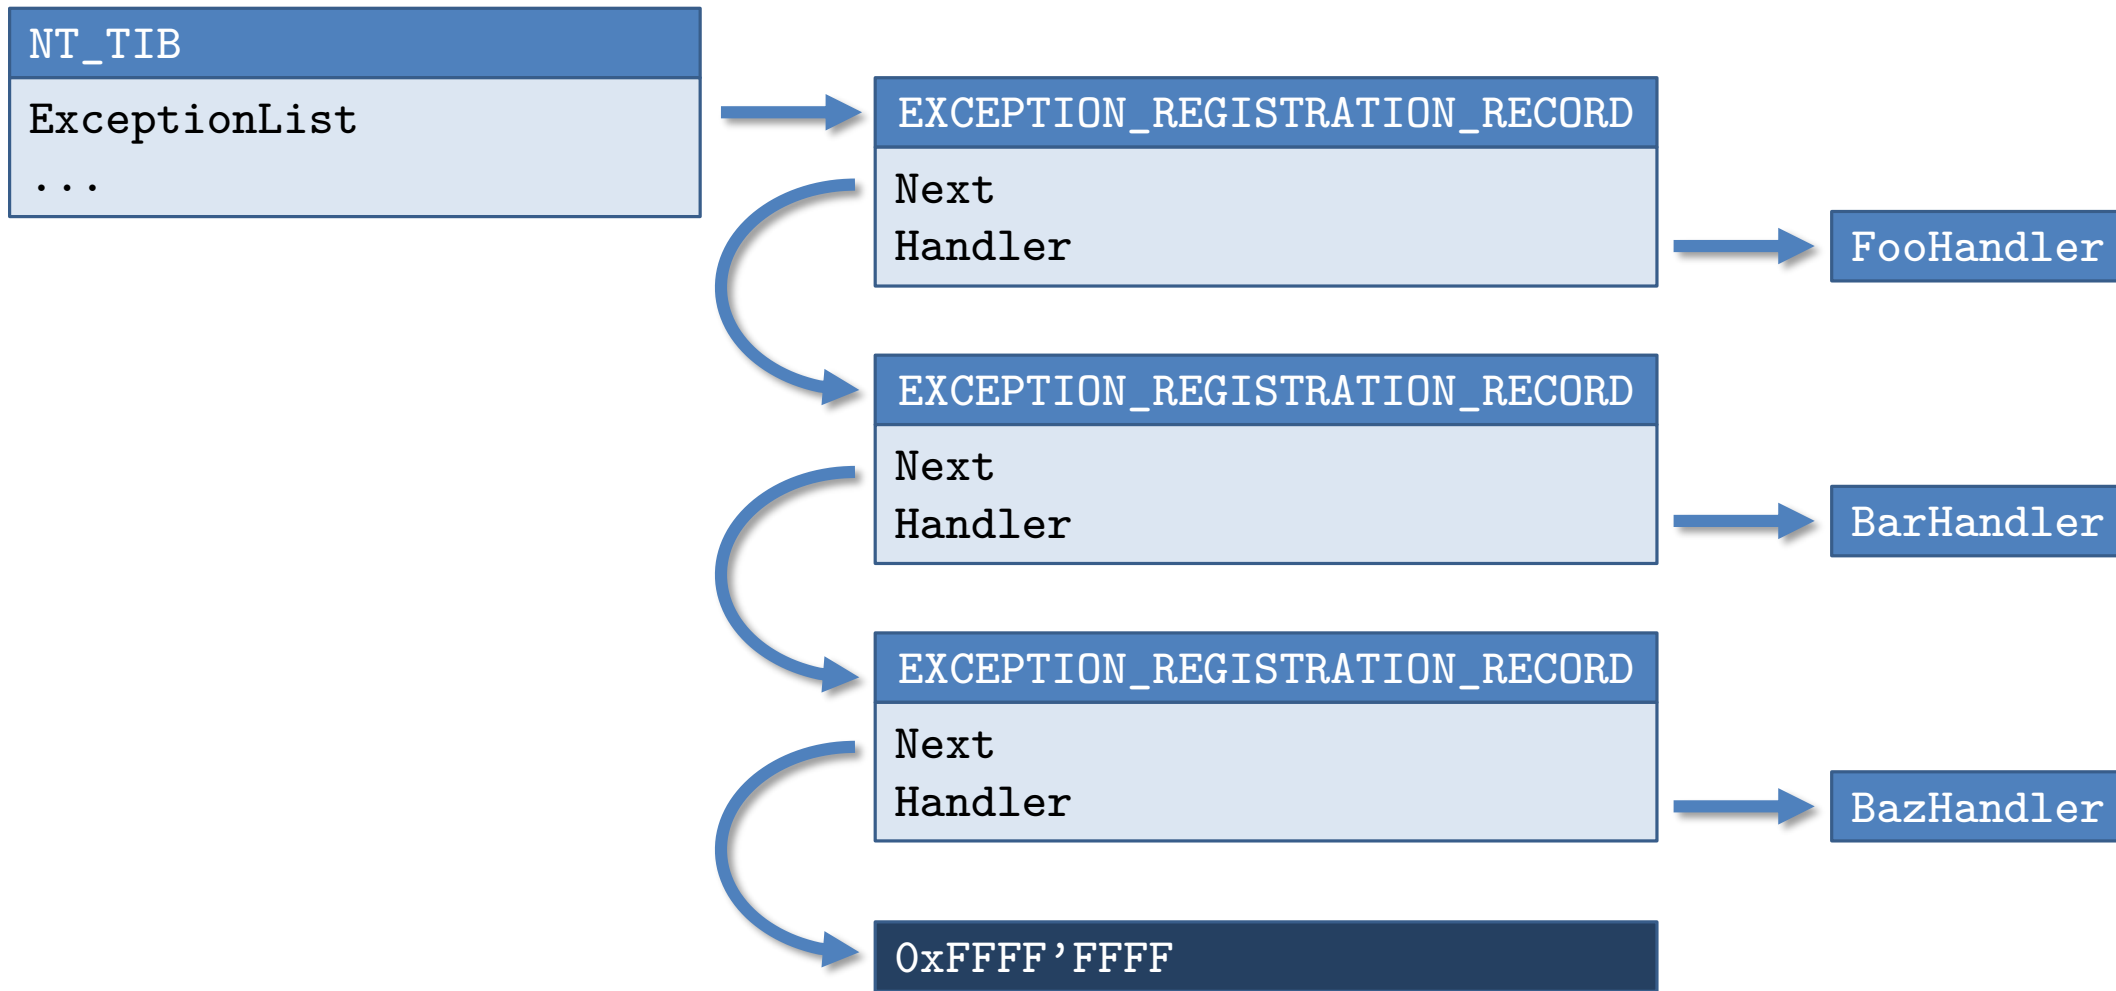 NT_TIB
ExceptionList
...
EXCEPTION_REGISTRATION_RECORD
Next
Handler
FooHandler
EXCEPTION_REGISTRATION_RECORD
Next
Handler
BarHandler
EXCEPTION_REGISTRATION_RECORD
Next
Handler
BazHandler
0xFFFF’FFFF